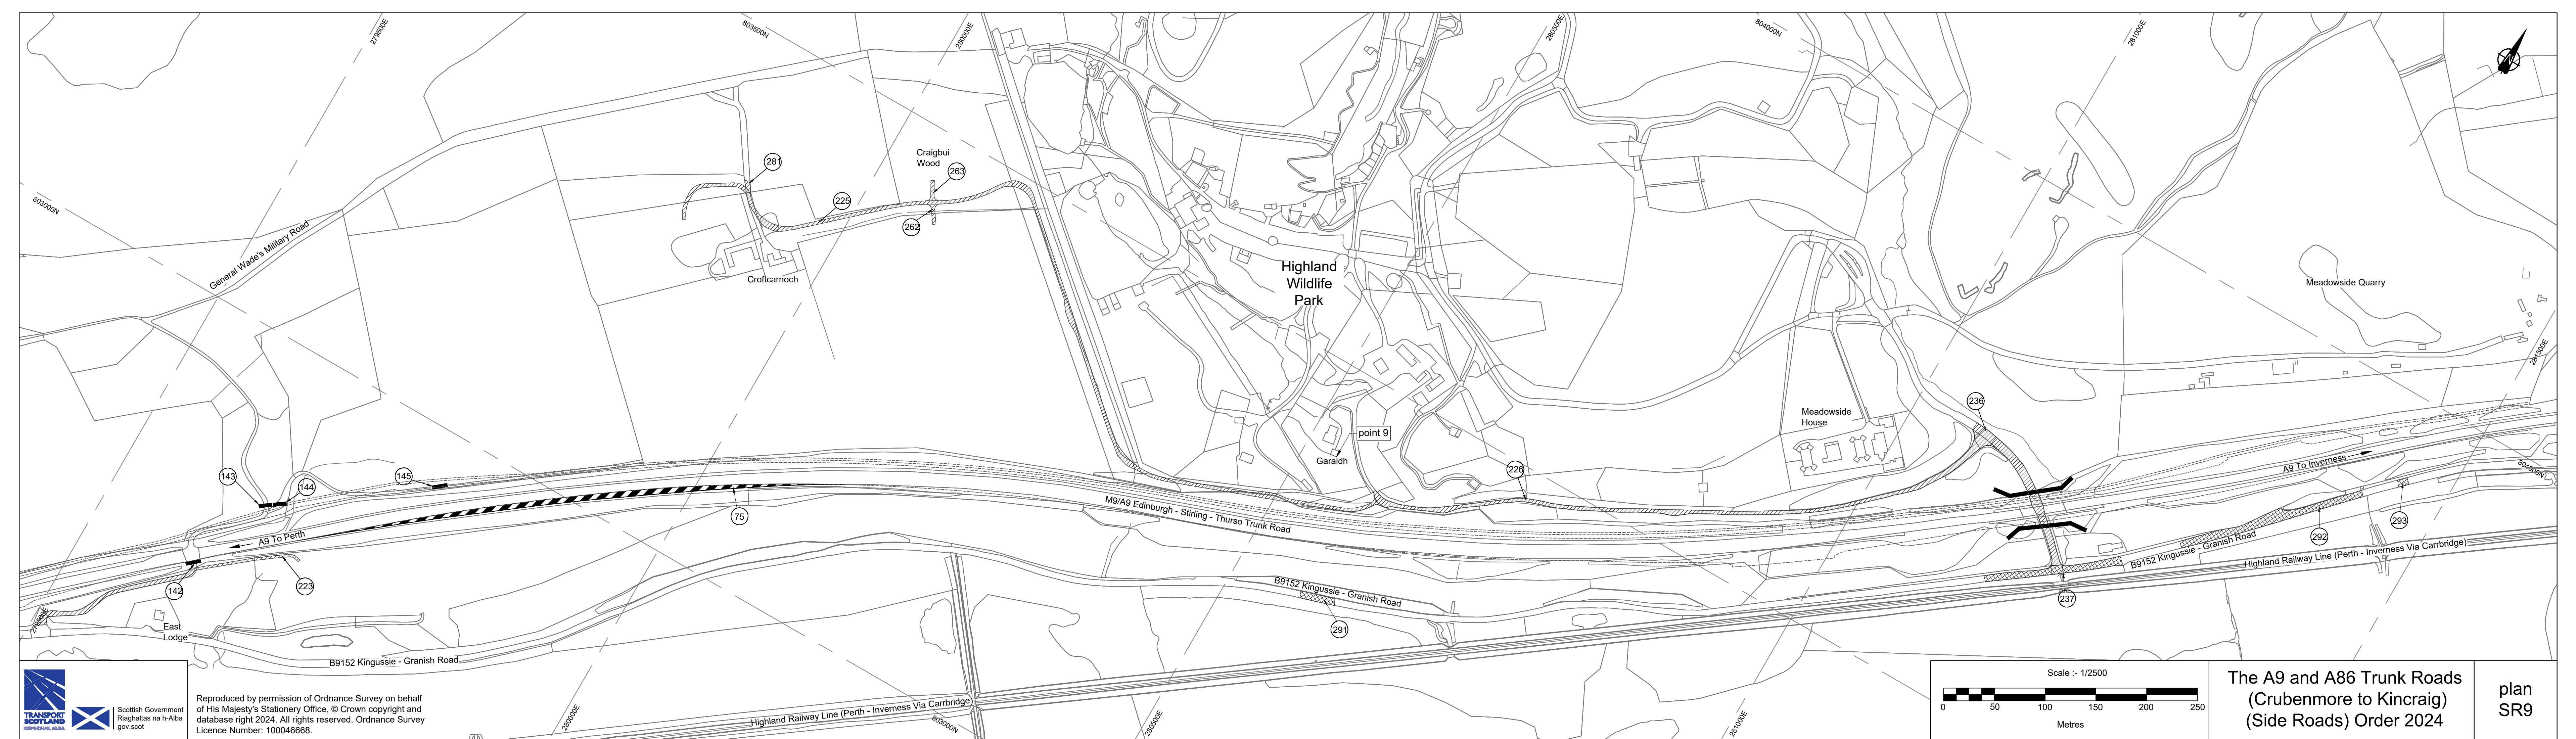 279500E
803500N
280000E
280500E
804000N
281000E
803000N
281
Craigbui
Wood
263
225
262
General Wade's Military Road
Croftcarnoch
Highland
Wildlife
Park
Meadowside Quarry
281500E
236
Meadowside
House
point 9
Garaidh
143
144
145
226
A9 To Inverness
804500N
75
M9/A9 Edinburgh - Stirling - Thurso Trunk Road
A9 To Perth
292
293
B9152 Kingussie - Granish Road
Highland Railway Line (Perth - Inverness Via Carrbridge)
142
223
B9152 Kingussie - Granish Road
237
291
East
Lodge
B9152 Kingussie - Granish Road
Highland Railway Line (Perth - Inverness Via Carrbridge)
280000E
803000N
280500E
281000E
TRANSPORT
SCOTLAND
CÒMHDHAIL ALBA
Scottish Government
Riaghaltas na h-Alba
gov.scot
Reproduced by permission of Ordnance Survey on behalf
of His Majesty's Stationery Office, © Crown copyright and
database right 2024. All rights reserved. Ordnance Survey
Licence Number: 100046668.
Scale :- 1/2500
0 50 100 150 200 250
Metres
The A9 and A86 Trunk Roads
(Crubenmore to Kincraig)
(Side Roads) Order 2024
plan
SR9